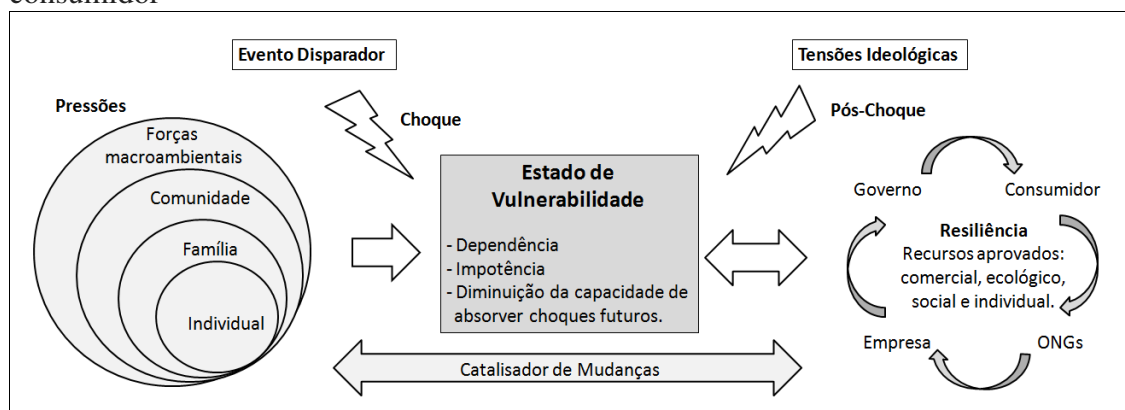 consumidor
Evento Disparador
Tensões Ideológicas
Pressões
Choque
Pós-Choque
Forças
macroambientais
Comunidade
Família
Individual
Estado de
Vulnerabilidade
- Dependência
- Impotência
- Diminuição da capacidade de
absorver choques futuros.
Governo
Consumidor
Resiliência
Recursos aprovados:
comercial, ecológico,
social e individual.
Empresa
ONGs
Catalisador de Mudanças